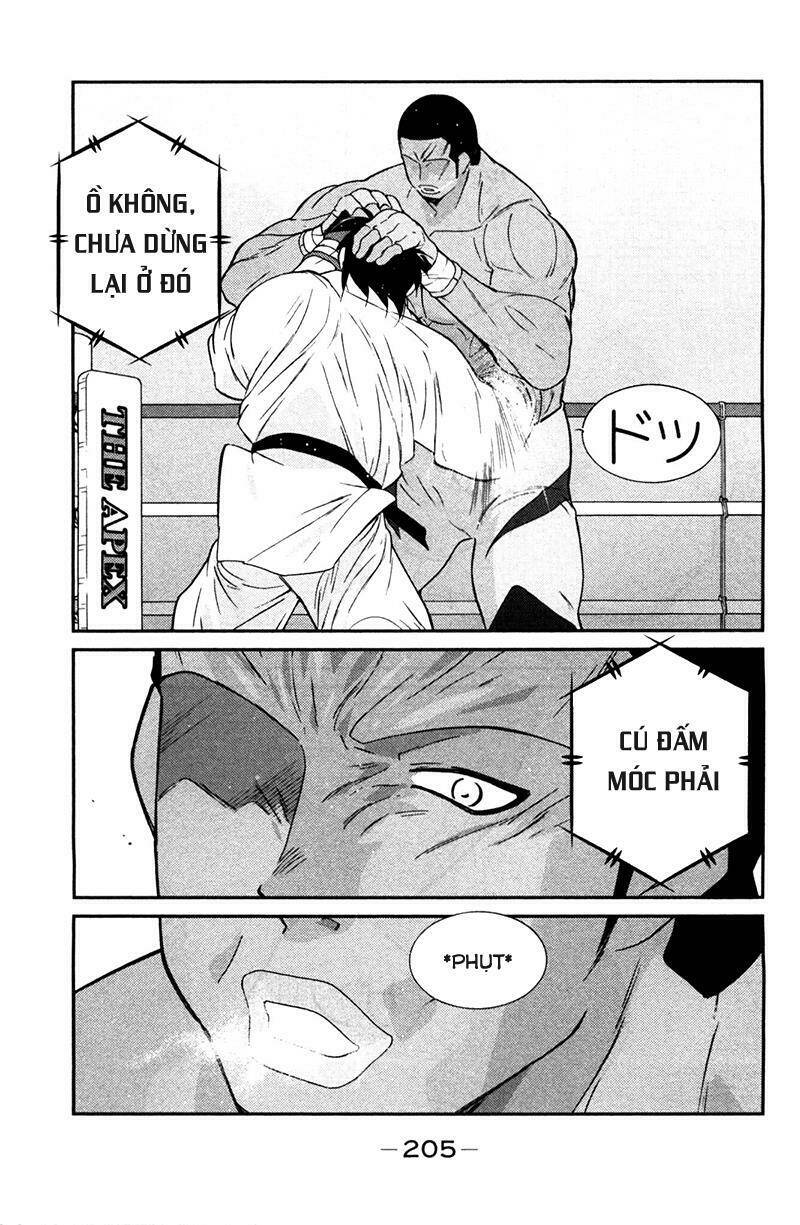 Ồ KHÔNG,
CHƯA DỪNG
LẠI Ở ĐÓ
THE APEX
ドッ
CÚ ĐẤM
MÓC PHẢI
*PHỤT*
-205-